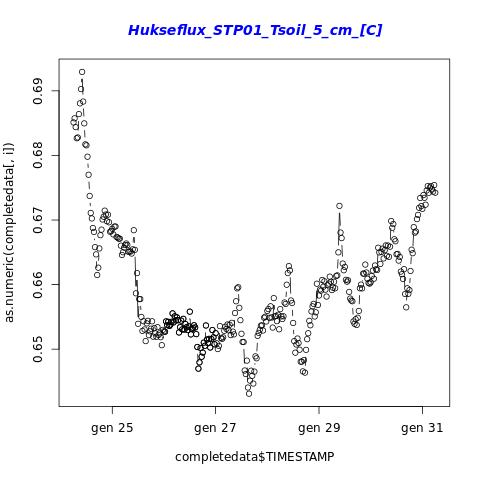 Hukseflux_STP01_Tsoil_5_cm_[C]
as.numeric(completedata[, i])
0.69
0.68
0.67
0.66
0.55
gen 25
gen 27
gen 29
gen 31
completedata$TIMESTAMP